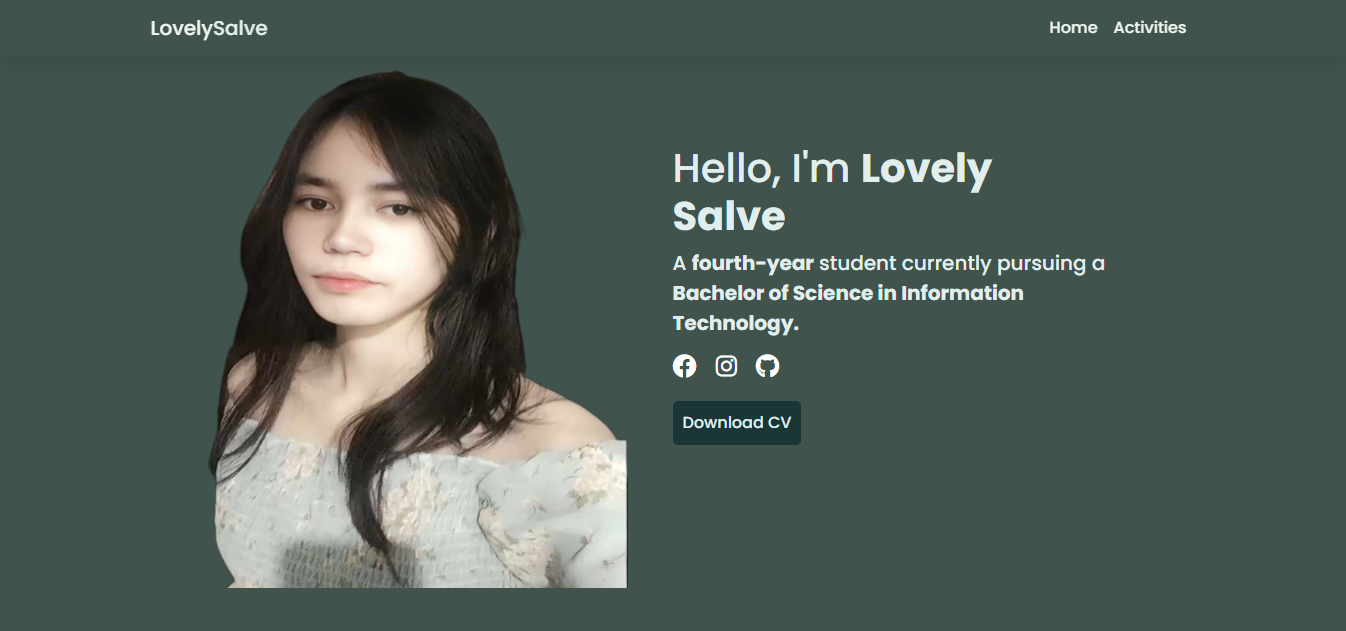 LovelySalve
Home Activities
Hello, I'm Lovely
Salve
A fourth-year student currently pursuing a
Bachelor of Science in Information
Technology.
Download CV